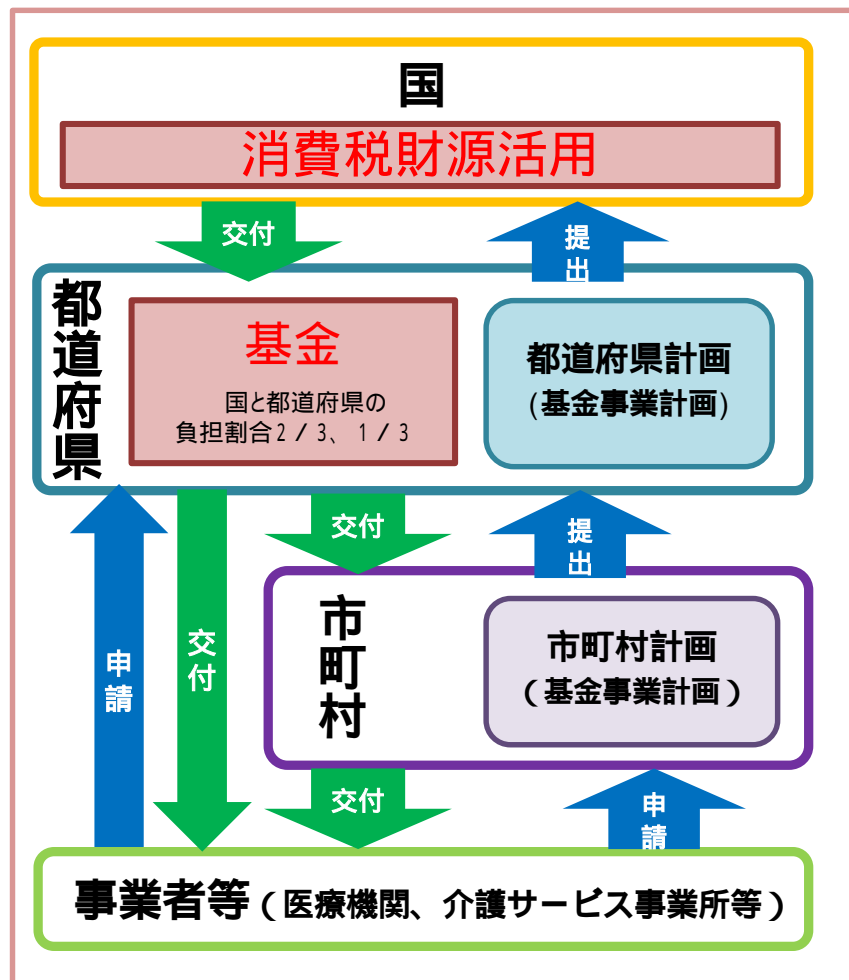 国
消費税財源活用
交付
提出
都道府県
基金
国と都道府県の
負担割合2/3、1/3
都道府県計画
(基金事業計画)
交付
提出
申請
交付
市町村
市町村計画
(基金事業計画)
交付
申請
事業者等(医療機関、介護サービス事業所等)